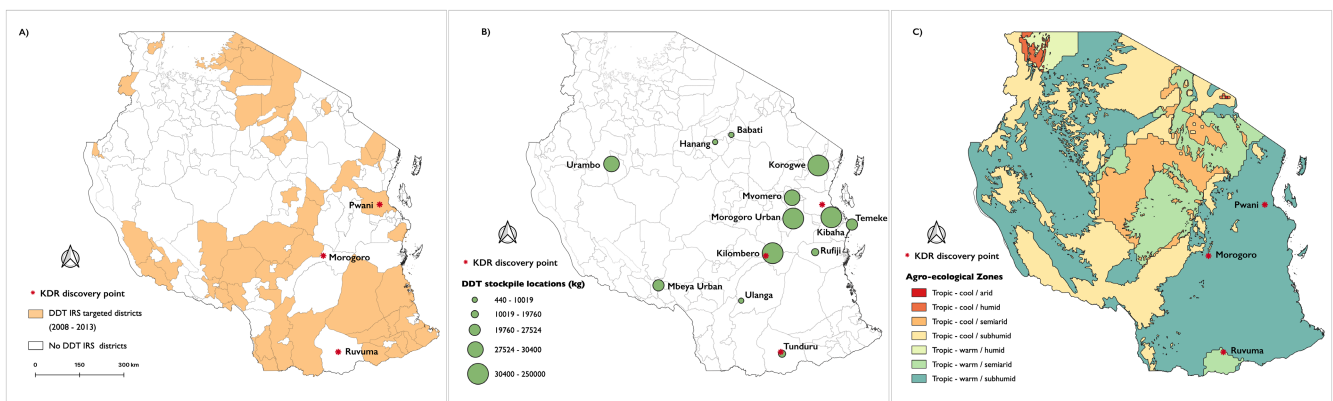 A)
Pwani
Morogoro
Ruvuma
KDR discovery point
DDT IRS targeted districts
(2008 - 2013)
No DDT IRS districts
0 150 300 km
B)
Babati
Hanang
Urambo
Korogwe
Mvomero
Morogoro Urban
Temeke
Kibaha
Kilombero
Rufiji
Mbeya Urban
Ulanga
Tunduru
KDR discovery point
DDT stockpile locations (kg)
440 - 10019
10019 - 19760
19760 - 27524
27524 - 30400
30400 - 250000
C)
Pwani
Morogoro
Ruvuma
KDR discovery point
Agro-ecological Zones
Tropic - cool / arid
Tropic - cool / humid
Tropic - cool / semiarid
Tropic - cool / subhumid
Tropic - warm / humid
Tropic - warm / semiarid
Tropic - warm / subhumid